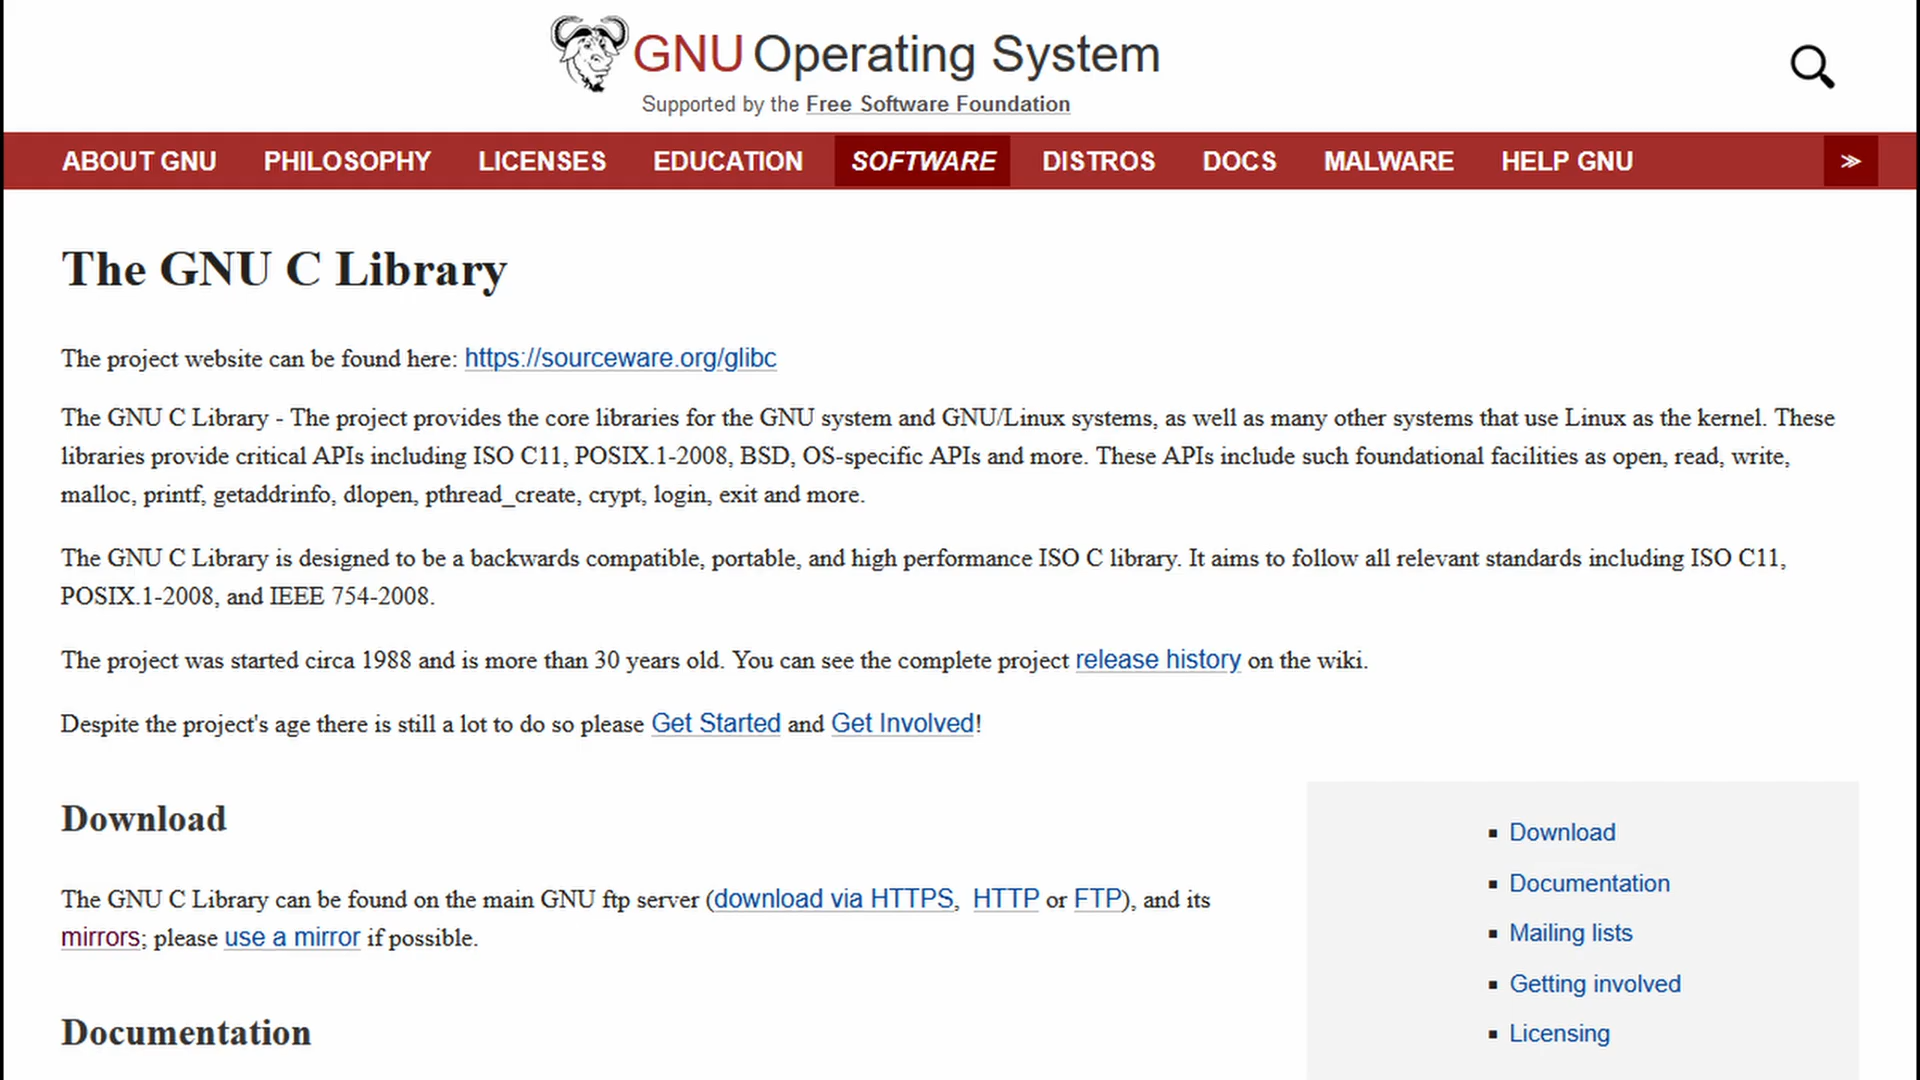 GNU Operating System
Supported by the Free Software Foundation
ABOUT GNU PHILOSOPHY LICENSES EDUCATION SOFTWARE DISTROS DOCS MALWARE HELP GNU ≫
The GNU C Library
The project website can be found here: https://sourceware.org/glibc
The GNU C Library - The project provides the core libraries for the GNU system and GNU/Linux systems, as well as many other systems that use Linux as the kernel. These
libraries provide critical APIs including ISO C11, POSIX.1-2008, BSD, OS-specific APIs and more. These APIs include such foundational facilities as open, read, write,
malloc, printf, getaddrinfo, dlopen, pthread_create, crypt, login, exit and more.
The GNU C Library is designed to be a backwards compatible, portable, and high performance ISO C library. It aims to follow all relevant standards including ISO C11,
POSIX.1-2008, and IEEE 754-2008.
The project was started circa 1988 and is more than 30 years old. You can see the complete project release history on the wiki.
Despite the project's age there is still a lot to do so please Get Started and Get Involved!
Download
The GNU C Library can be found on the main GNU ftp server (download via HTTPS, HTTP or FTP), and its
mirrors; please use a mirror if possible.
Documentation
▪ Download
▪ Documentation
▪ Mailing lists
▪ Getting involved
▪ Licensing